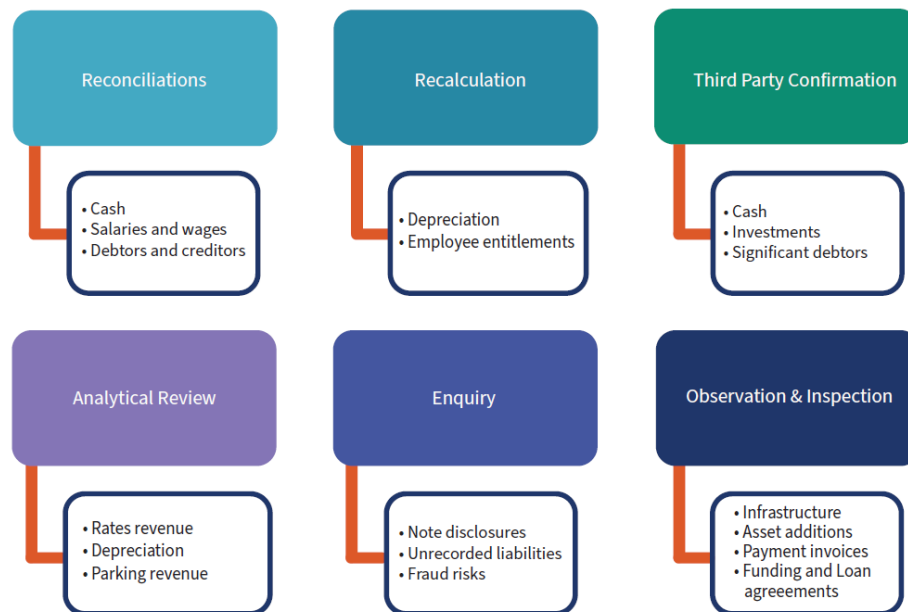 Reconciliations
• Cash
• Salaries and wages
• Debtors and creditors
Recalculation
• Depreciation
• Employee entitlements
Third Party Confirmation
• Cash
• Investments
• Significant debtors
Analytical Review
• Rates revenue
• Depreciation
• Parking revenue
Enquiry
• Note disclosures
• Unrecorded liabilities
• Fraud risks
Observation & Inspection
• Infrastructure
• Asset additions
• Payment invoices
• Funding and Loan
agreeements